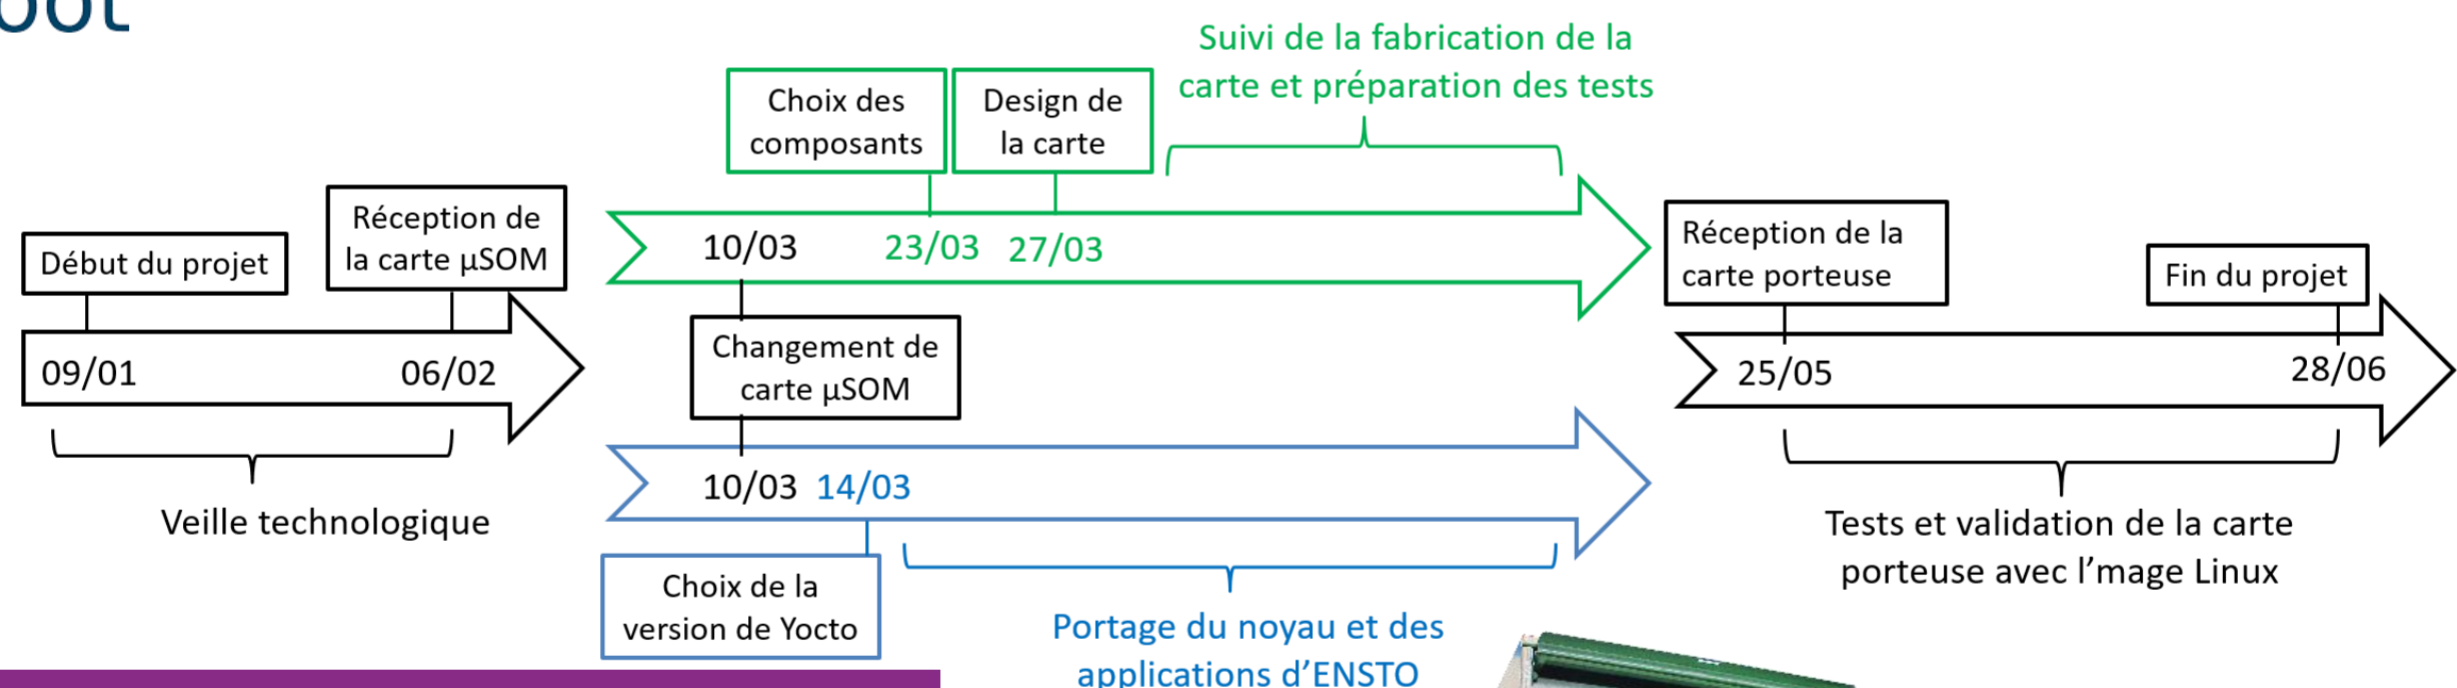 Suivi de la fabrication de la
carte et préparation des tests
Choix des
composants
Design de
la carte
Début du projet
Réception de
la carte µSOM
10/03
23/03
27/03
Réception de la
carte porteuse
Fin du projet
09/01
06/02
Changement de
carte µSOM
25/05
28/06
10/03
14/03
Veille technologique
Choix de la
version de Yocto
Portage du noyau et des
applications d’ENSTO
Tests et validation de la carte
porteuse avec l’mage Linux